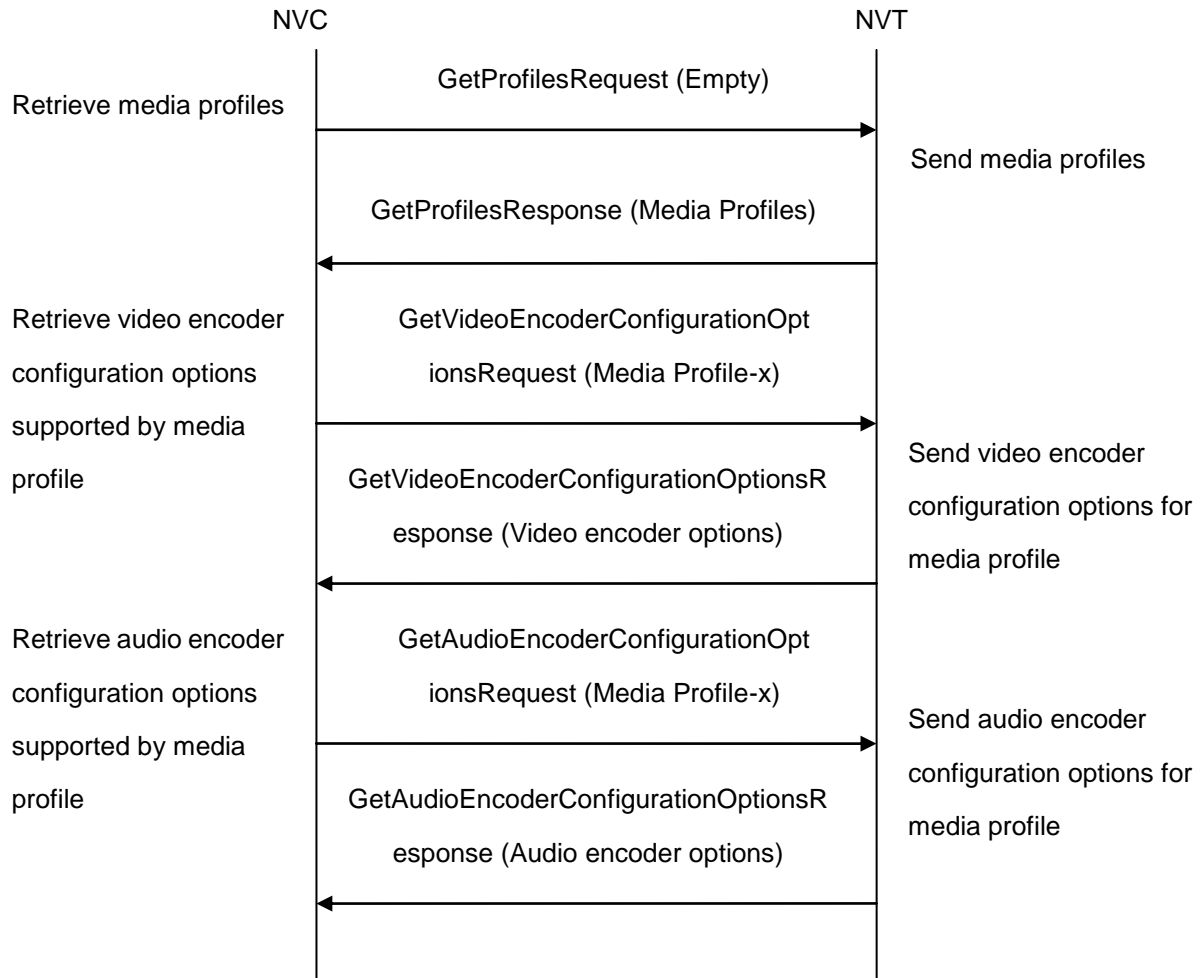 NVC
NVT
GetProfilesRequest (Empty)
Retrieve media profiles
Send media profiles
GetProfilesResponse (Media Profiles)
Retrieve video encoder
configuration options
supported by media
profile
GetVideoEncoderConfigurationOpt
ionsRequest (Media Profile-x)
Send video encoder
configuration options for
media profile
GetVideoEncoderConfigurationOptionsR
esponse (Video encoder options)
Retrieve audio encoder
configuration options
supported by media
profile
GetAudioEncoderConfigurationOpt
ionsRequest (Media Profile-x)
Send audio encoder
configuration options for
media profile
GetAudioEncoderConfigurationOptionsR
esponse (Audio encoder options)